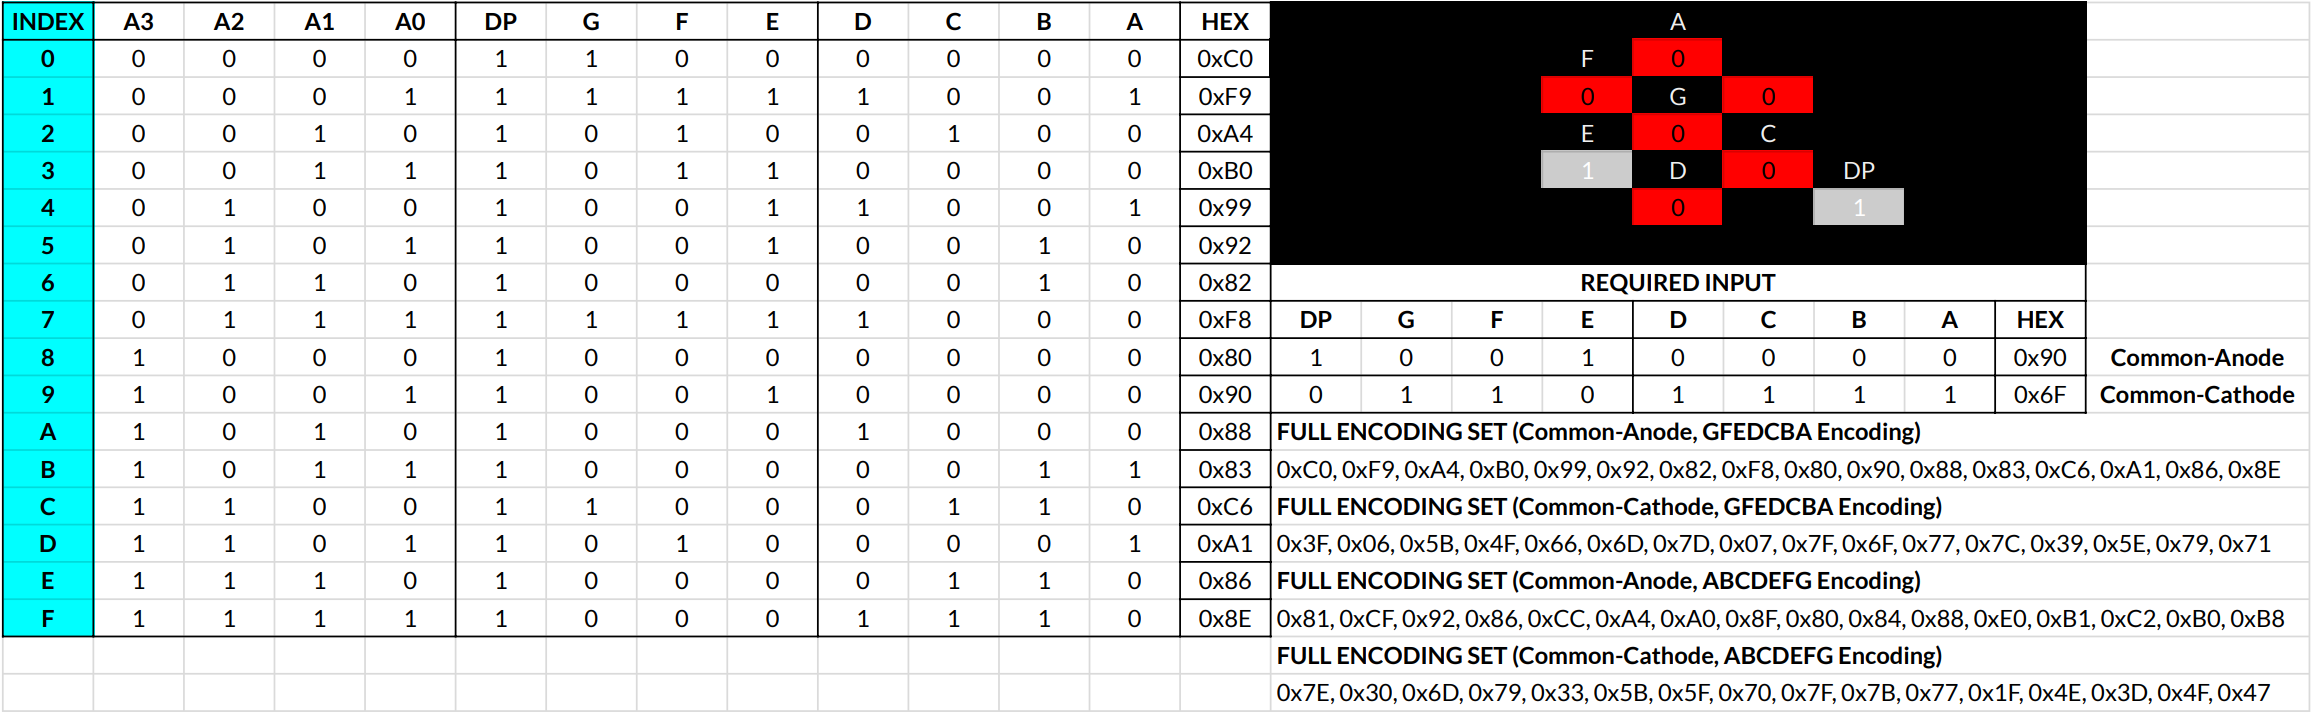 INDEX A3 A2 A1 A0 DP G F E D C B A HEX A
0 0 0 0 0 1 1 0 0 0 0 0 0 0xC0 F 0
1 0 0 0 1 1 1 1 1 1 0 0 1 0xF9 0 G 0
2 0 0 1 0 1 0 1 0 0 1 0 0 0xA4 E 0 C
3 0 0 1 1 1 0 1 1 0 0 0 0 0xB0 1 D 0 DP
4 0 1 0 0 1 0 0 1 1 0 0 1 0x99 0 1
5 0 1 0 1 1 0 0 1 0 0 1 0 0x92
6 0 1 1 0 1 0 0 0 0 0 1 0 0x82 REQUIRED INPUT
7 0 1 1 1 1 1 1 1 1 0 0 0 0xF8 DP G F E D C B A HEX
8 1 0 0 0 1 0 0 0 0 0 0 0 0x80 1 0 0 1 0 0 0 0 0x90 Common-Anode
9 1 0 0 1 1 0 0 1 0 0 0 0 0x90 0 1 1 0 1 1 1 1 0x6F Common-Cathode
A 1 0 1 0 1 0 0 0 1 0 0 0 0x88 FULL ENCODING SET (Common-Anode, GFEDCBA Encoding)
B 1 0 1 1 1 0 0 0 0 0 1 1 0x83 0xC0, 0xF9, 0xA4, 0xB0, 0x99, 0x92, 0x82, 0xF8, 0x80, 0x90, 0x88, 0x83, 0xC6, 0xA1, 0x86, 0x8E
C 1 1 0 0 1 1 0 0 0 1 1 0 0xC6 FULL ENCODING SET (Common-Cathode, GFEDCBA Encoding)
D 1 1 0 1 1 0 1 0 0 0 0 1 0xA1 0x3F, 0x06, 0x5B, 0x4F, 0x66, 0x6D, 0x7D, 0x07, 0x7F, 0x6F, 0x77, 0x7C, 0x39, 0x5E, 0x79, 0x71
E 1 1 1 0 1 0 0 0 0 1 1 0 0x86 FULL ENCODING SET (Common-Anode, ABCDEFG Encoding)
F 1 1 1 1 1 0 0 0 1 1 1 0 0x8E 0x81, 0xCF, 0x92, 0x86, 0xCC, 0xA4, 0xA0, 0x8F, 0x80, 0x84, 0x88, 0xE0, 0xB1, 0xC2, 0xB0, 0xB8
FULL ENCODING SET (Common-Cathode, ABCDEFG Encoding)
0x7E, 0x30, 0x6D, 0x79, 0x33, 0x5B, 0x5F, 0x70, 0x7F, 0x7B, 0x77, 0x1F, 0x4E, 0x3D, 0x4F, 0x47